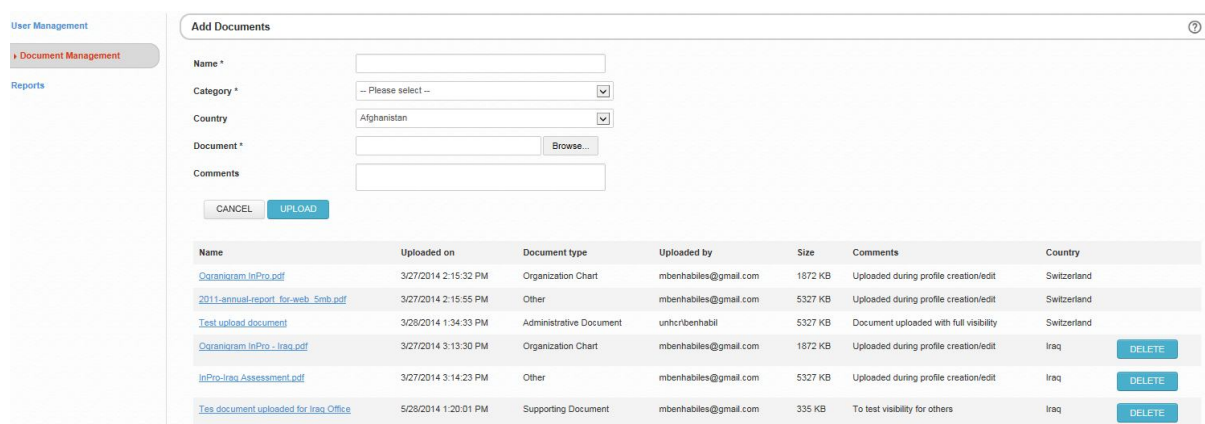 User Management
Add Documents
?
Document Management
Reports
Name *
Category * -- Please select --
Country Afghanistan
Document * Browse...
Comments
CANCEL UPLOAD
Name Uploaded on Document type Uploaded by Size Comments Country
Ogranigram InPro.pdf 3/27/2014 2:15:32 PM Organization Chart mbenhabiles@gmail.com 1872 KB Uploaded during profile creation/edit Switzerland
2011-annual-report_for-web_5mb.pdf 3/27/2014 2:15:55 PM Other mbenhabiles@gmail.com 5327 KB Uploaded during profile creation/edit Switzerland
Test upload document 3/28/2014 1:34:33 PM Administrative Document unhcr\benhabil 5327 KB Document uploaded with full visibility Switzerland
Ogranigram InPro - Iraq.pdf 3/27/2014 3:13:30 PM Organization Chart mbenhabiles@gmail.com 1872 KB Uploaded during profile creation/edit Iraq DELETE
InPro-Iraq Assessment.pdf 3/27/2014 3:14:23 PM Other mbenhabiles@gmail.com 5327 KB Uploaded during profile creation/edit Iraq DELETE
Tes document uploaded for Iraq Office 5/28/2014 1:20:01 PM Supporting Document mbenhabiles@gmail.com 335 KB To test visibility for others Iraq DELETE